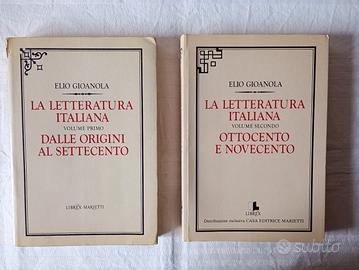 ELIO GIOANOLA
LA LETTERATURA
ITALIANA
VOLUME PRIMO
DALLE ORIGINI
AL SETTECENTO
LIBREX-MARIETTI
ELIO GIOANOLA
LA LETTERATURA
ITALIANA
VOLUME SECONDO
OTTOCENTO
E NOVECENTO
LIBREX
Distribuzione esclusiva CASA EDITRICE MARIETTI
subito